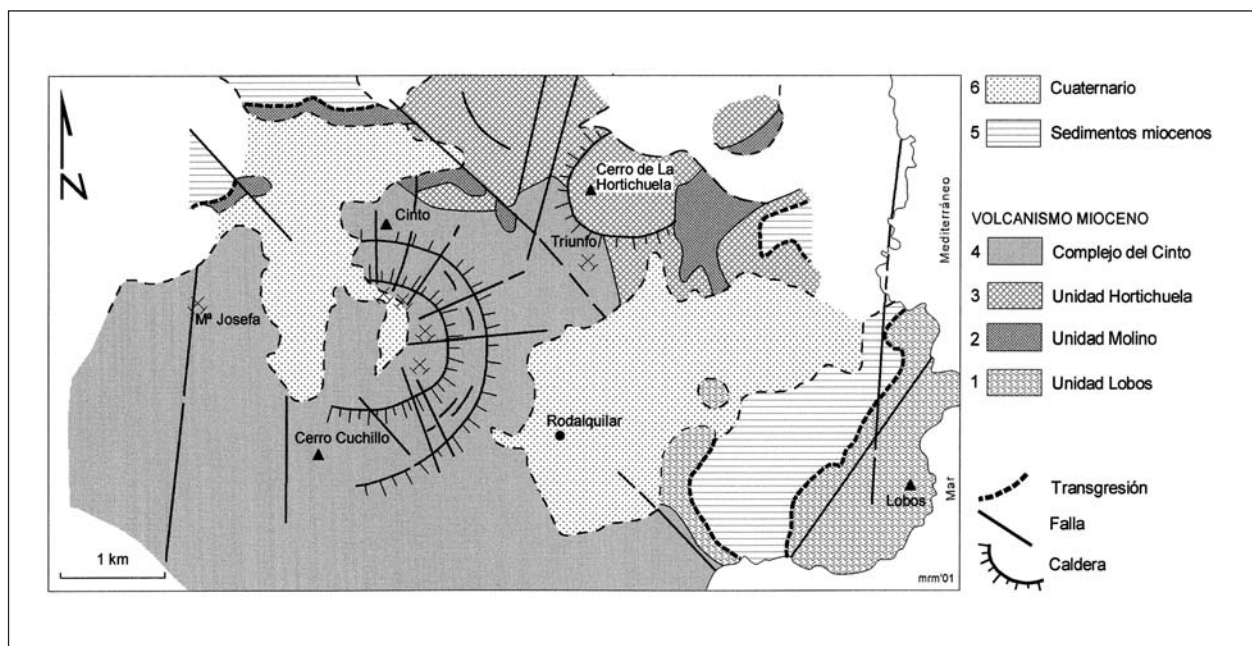 N
Cerro de La
Hortichuela
Cinto
Triunfo
Mª Josefa
Rodalquilar
Cerro Cuchillo
Lobos
1 km
mrm'01
Mediterráneo
Mar
6 Cuaternario
5 Sedimentos miocenos
VOLCANISMO MIOCENO
4 Complejo del Cinto
3 Unidad Hortichuela
2 Unidad Molino
1 Unidad Lobos
Transgresión
Falla
Caldera